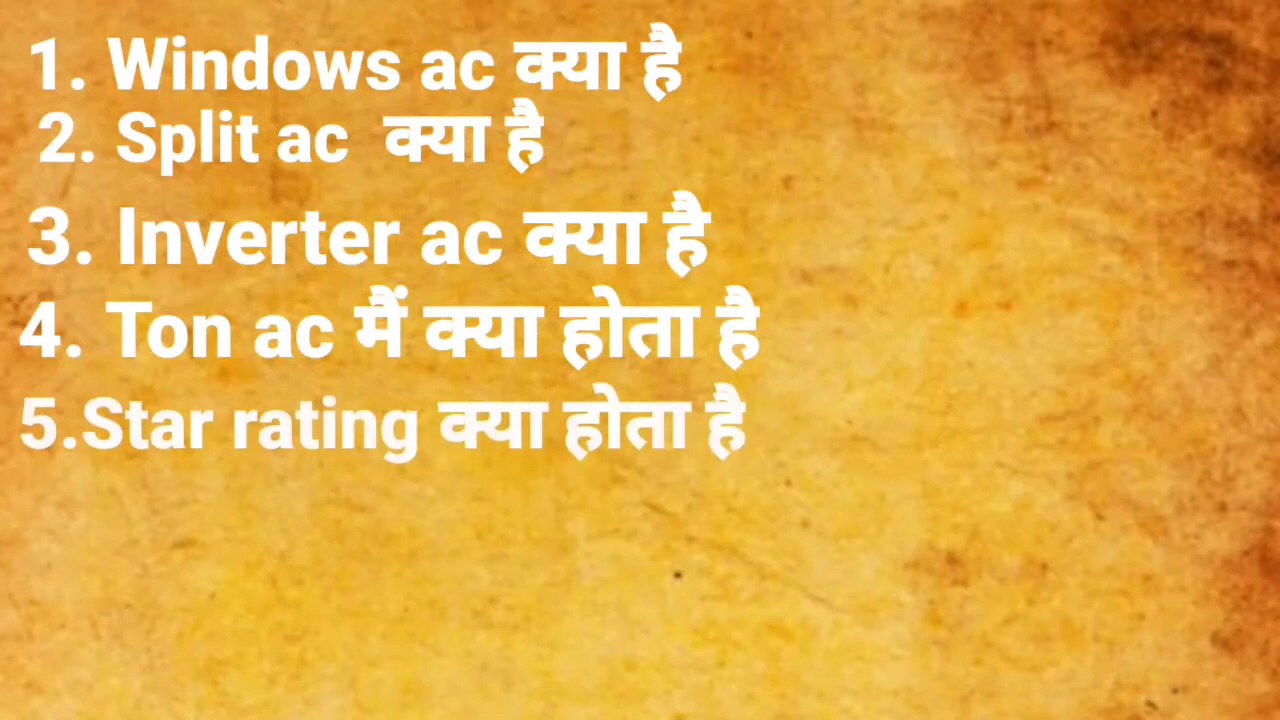 1. Windows ac क्या है
2. Split ac क्या है
3. Inverter ac क्या है
4. Ton ac मैं क्या होता है
5.Star rating क्या होता है